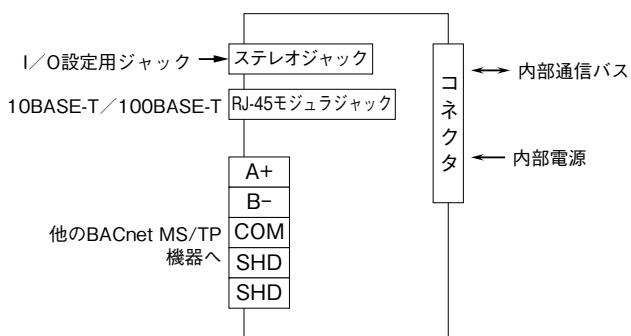 I／O設定用ジャック
ステレオジャック
10BASE-T／100BASE-T
RJ-45モジュラジャック
A+
B−
COM
SHD
SHD
他のBACnet MS/TP
機器へ
コネクタ
内部通信バス
内部電源